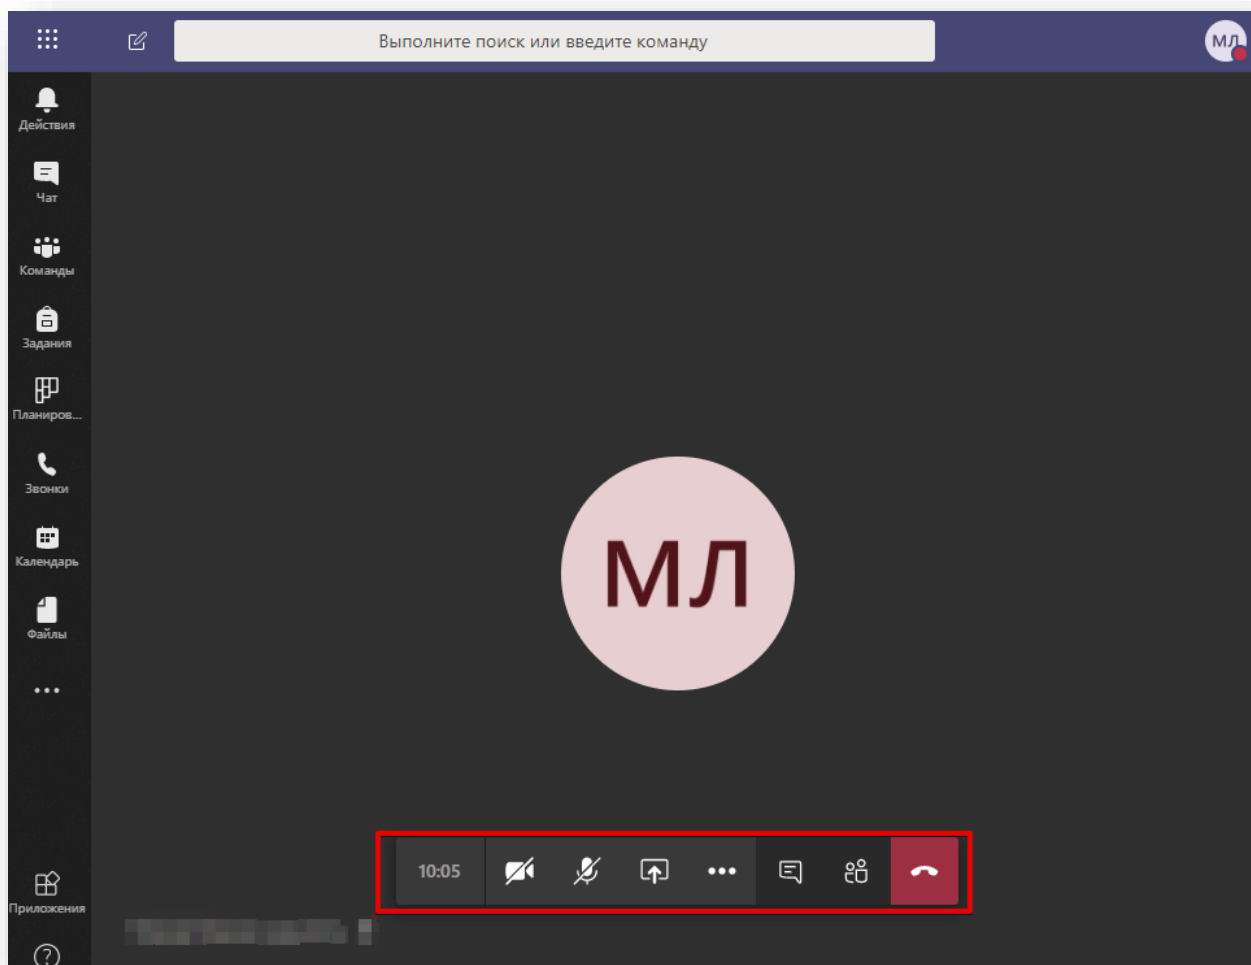 Выполните поиск или введите команду
МЛ
Действия
Чат
Команды
Задания
Планиров...
Звонки
Календарь
Файлы
МЛ
10:05
Приложения